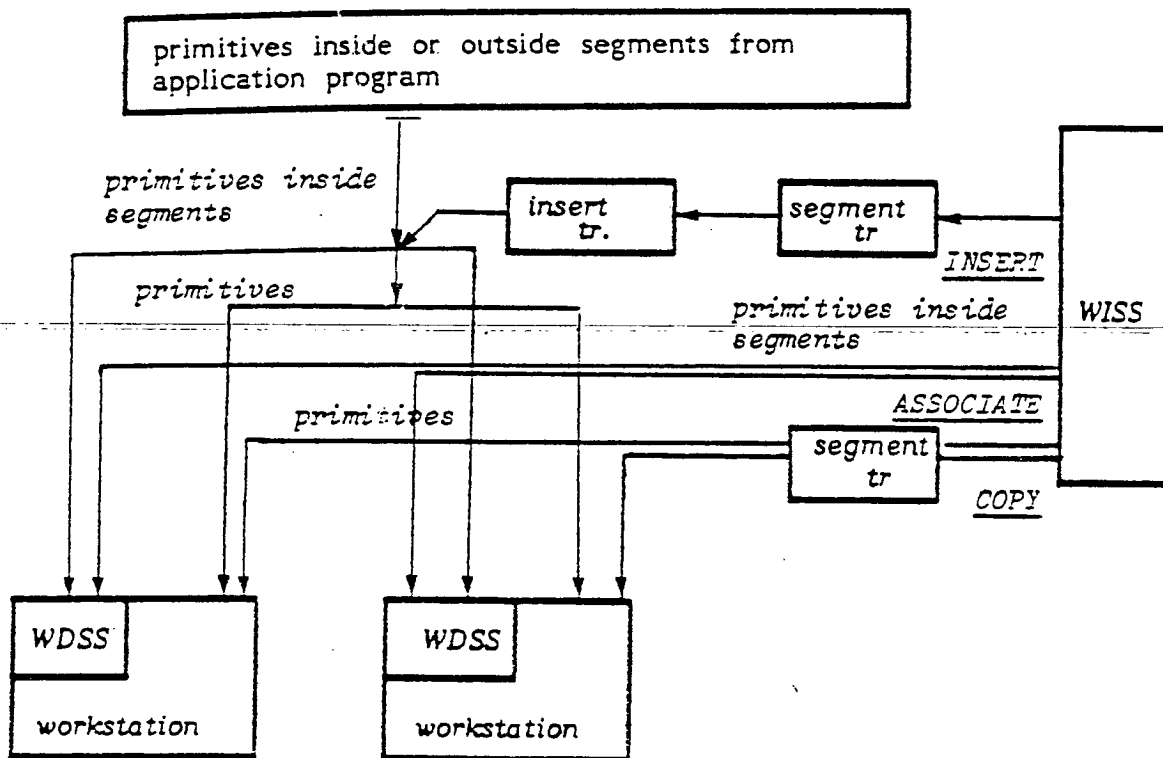 primitives inside or outside segments from
application program
primitives inside
segments
insert
tr.
segment
tr
INSERT
WISS
primitives
primitives inside
segments
ASSOCIATE
primitives
segment
tr
COPY
WDSS
workstation
WDSS
workstation